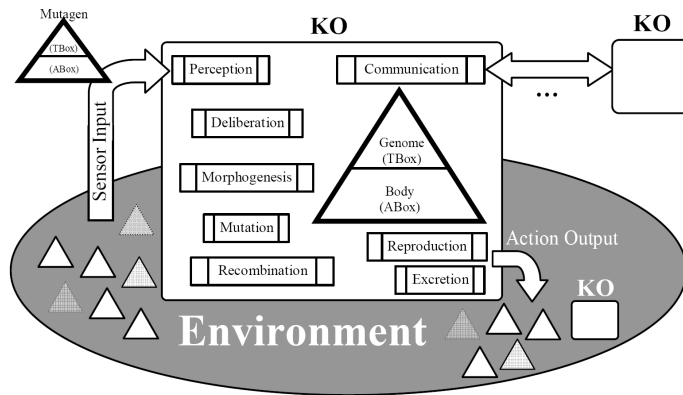 Mutagen
(TBox)
(ABox)
Sensor Input
KO
Perception
Communication
Deliberation
Morphogenesis
Mutation
Recombination
Genome
(TBox)
Body
(ABox)
Reproduction
Excretion
KO
...
Action Output
KO
Environment